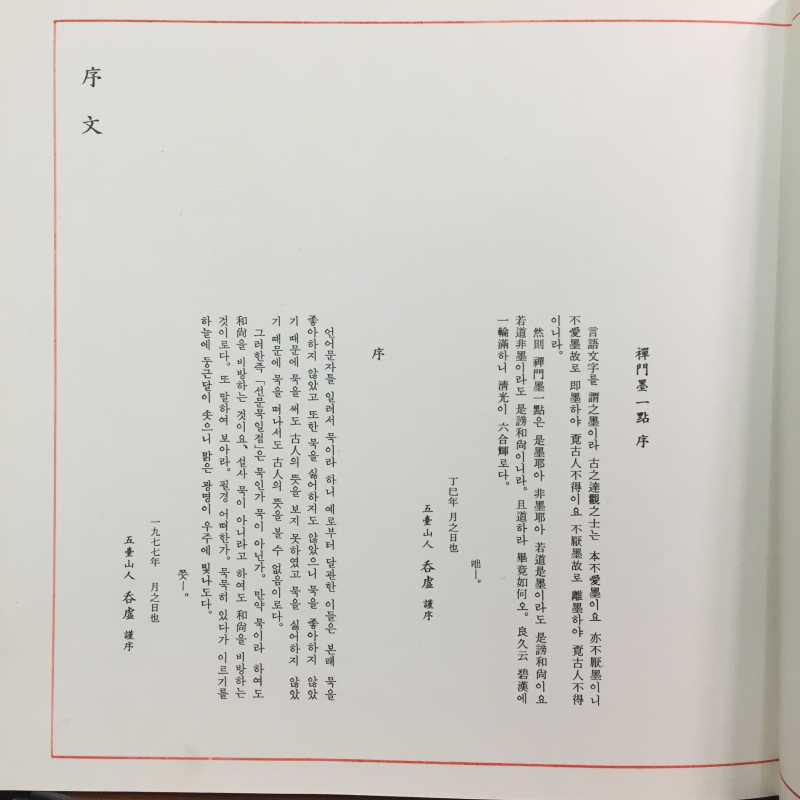 序文
禪門墨一點 序
言語文字를 謂之墨이라 古之達觀之士는 本不愛墨이요 亦不厭墨이니
不愛墨故로 即墨하야 覓古人不得이요 不厭墨故로 離墨하야 覓古人不得
이니라.
然則 禪門墨一點은 是墨耶아 非墨耶아 若道是墨이라도 是謗和尙이요
若道非墨이라도 是謗和尙이니라. 且道하라 畢竟如何오. 良久云 碧漢에
一輪滿하니 清光이 六合輝로다.
咄ㅡ。
丁巳年 月之日也
五臺山人 呑虛 謹序
序
언어문자를 일러서 묵이라 하니 예로부터 달관한 이들은 본래 묵을
좋아하지 않았고 또한 묵을 싫어하지도 않았으니 묵을 좋아하지 않았
기 때문에 묵을 써도 古人의 뜻을 보지 못하였고 묵을 싫어하지 않았
기 때문에 묵을 떠나서도 古人의 뜻을 볼 수 없음이로다.
그러한즉 「선문묵일점」은 묵인가 묵이 아닌가. 만약 묵이라 하여도
和尙을 비방하는 것이요, 설사 묵이 아니라고 하여도 和尙을 비방하는
것이로다. 또 말하여 보아라. 필경 어떠한가. 묵묵히 있다가 이르기를
하늘에 둥근달이 솟으니 맑은 광명이 우주에 빛나도다.
쯧ㅡ。
一九七七年 月之日也
五臺山人 呑虛 謹序